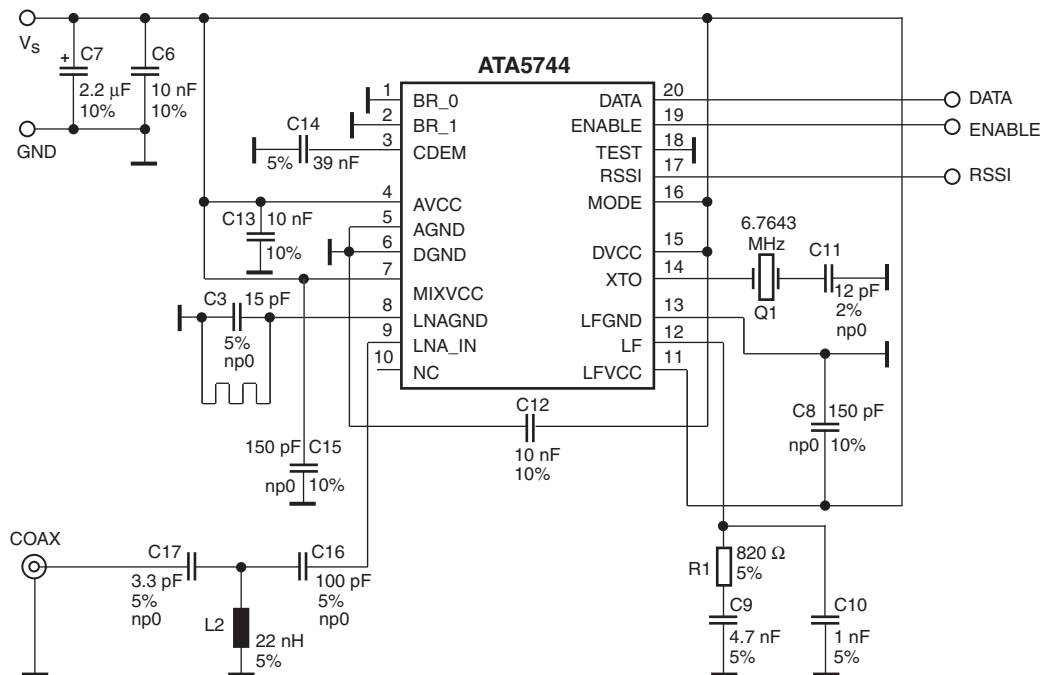 V_S
+ C7
2.2 µF
10%
C6
10 nF
10%
GND
ATA5744
1 BR_0
2 BR_1
3 CDEM
4 AVCC
5 AGND
6 DGND
7 MIXVCC
8 LNAGND
9 LNA_IN
10 NC
DATA 20
ENABLE 19
TEST 18
RSSI 17
MODE 16
DVCC 15
XTO 14
LFGND 13
LF 12
LFVCC 11
DATA
ENABLE
RSSI
C14
5% 39 nF
C13 10 nF
10%
C3 15 pF
5%
np0
6.7643
MHz
Q1
C11
12 pF
2%
np0
C12
10 nF
10%
C8 150 pF
np0 10%
150 pF C15
np0 10%
COAX
C17
3.3 pF
5%
np0
C16
100 pF
5%
np0
L2
22 nH
5%
R1 820 Ω
5%
C9
4.7 nF
5%
C10
1 nF
5%